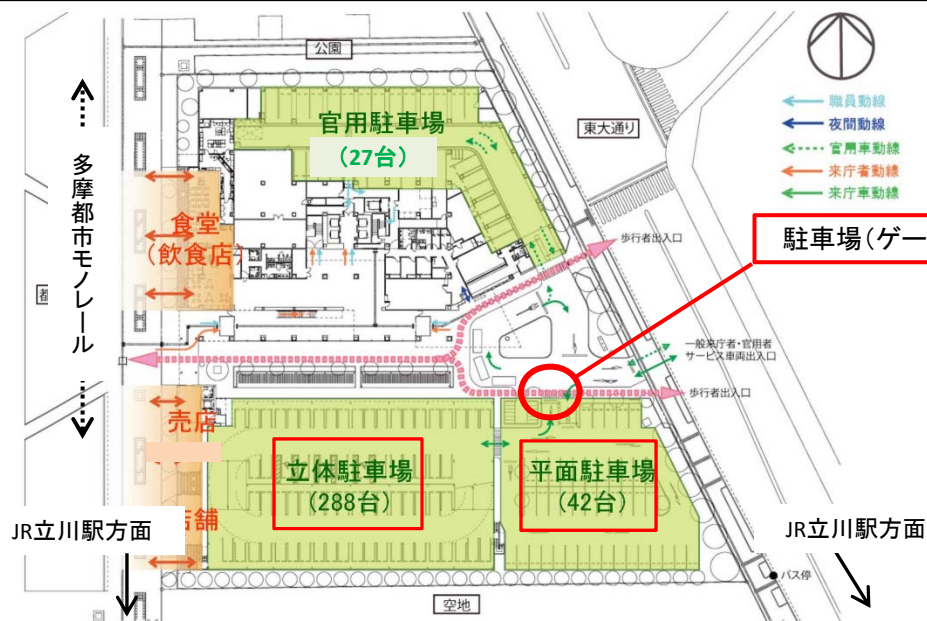 公園
官用駐車場
（27台）
東大通り
職員動線
夜間動線
官用車動線
来庁者動線
来庁車動線
多摩都市モノレール
食堂
（飲食店）
都
歩行者出入口
駐車場（ゲー
一般来庁者・官用者
サービス車両出入口
歩行者出入口
売店
店舗
立体駐車場
（288台）
平面駐車場
（42台）
JR立川駅方面
JR立川駅方面
バス停
空地